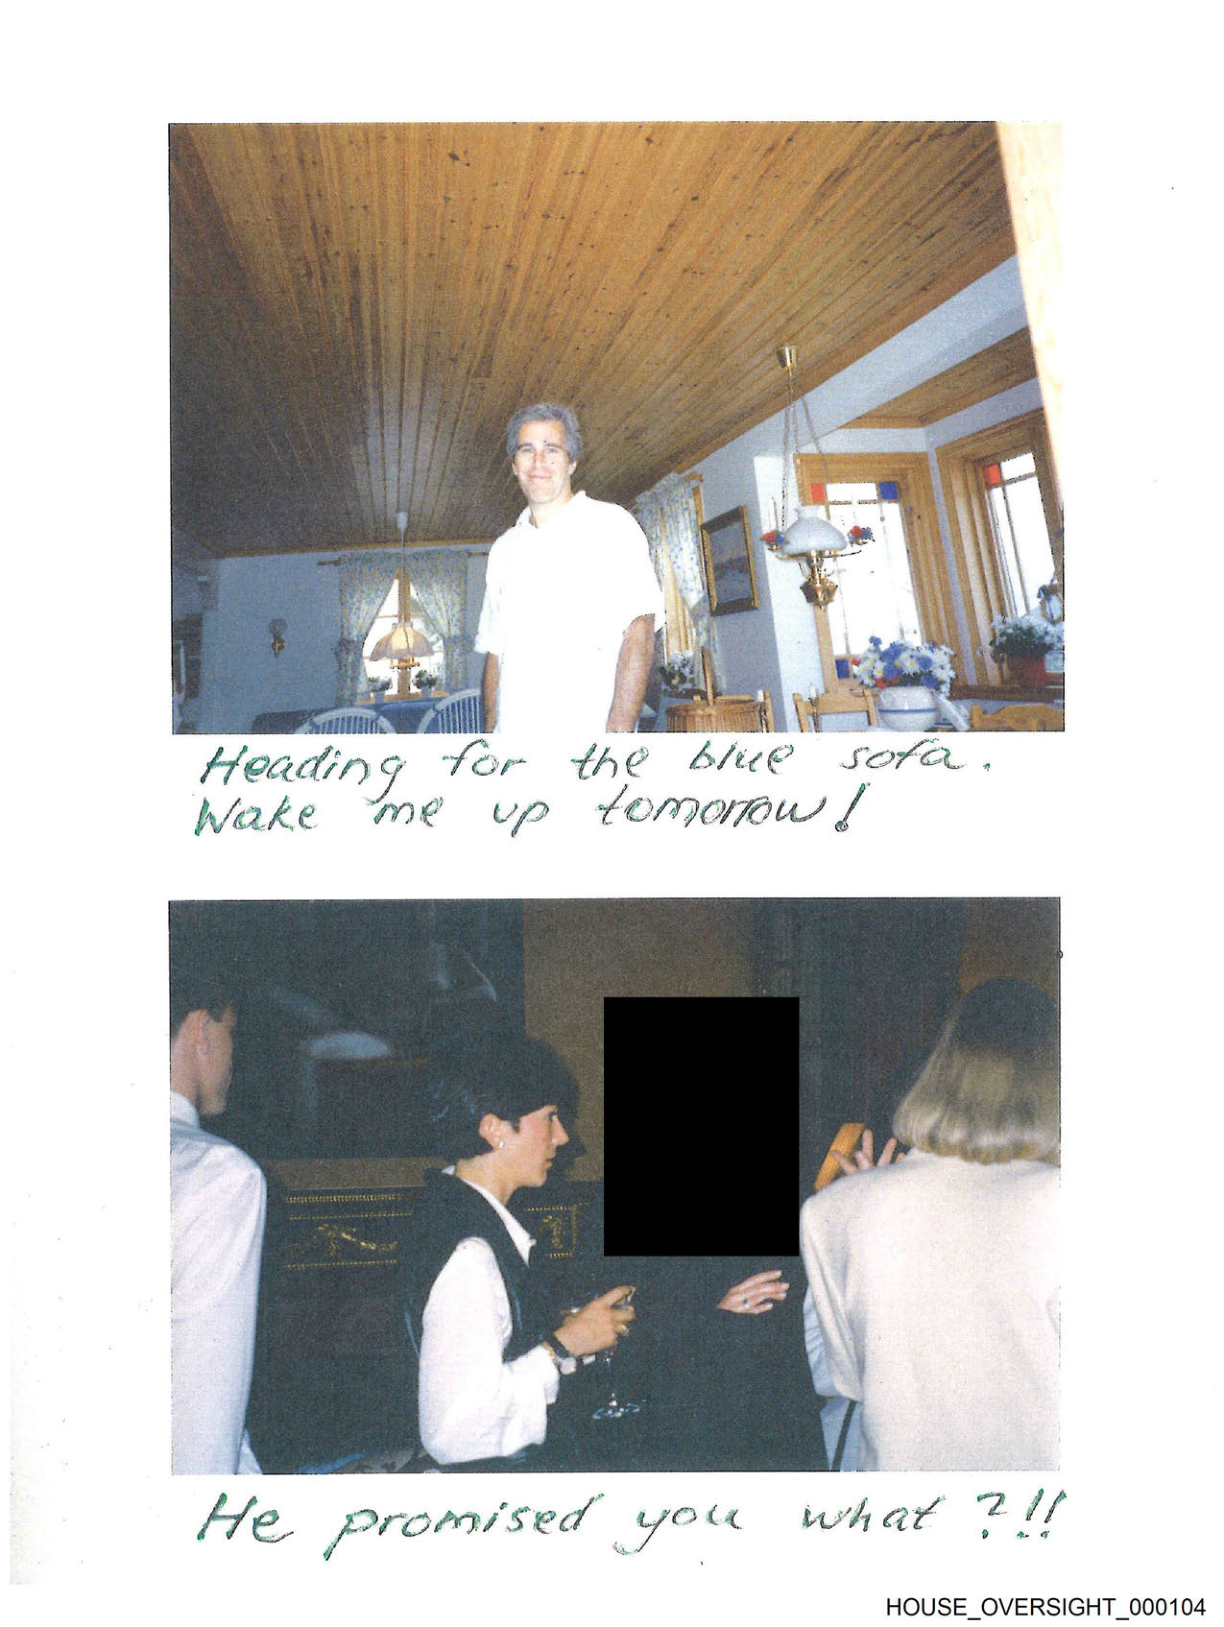 Heading for the blue sofa.
Wake me up tomorrow!
He promised you what ?!!
HOUSE_OVERSIGHT_000104